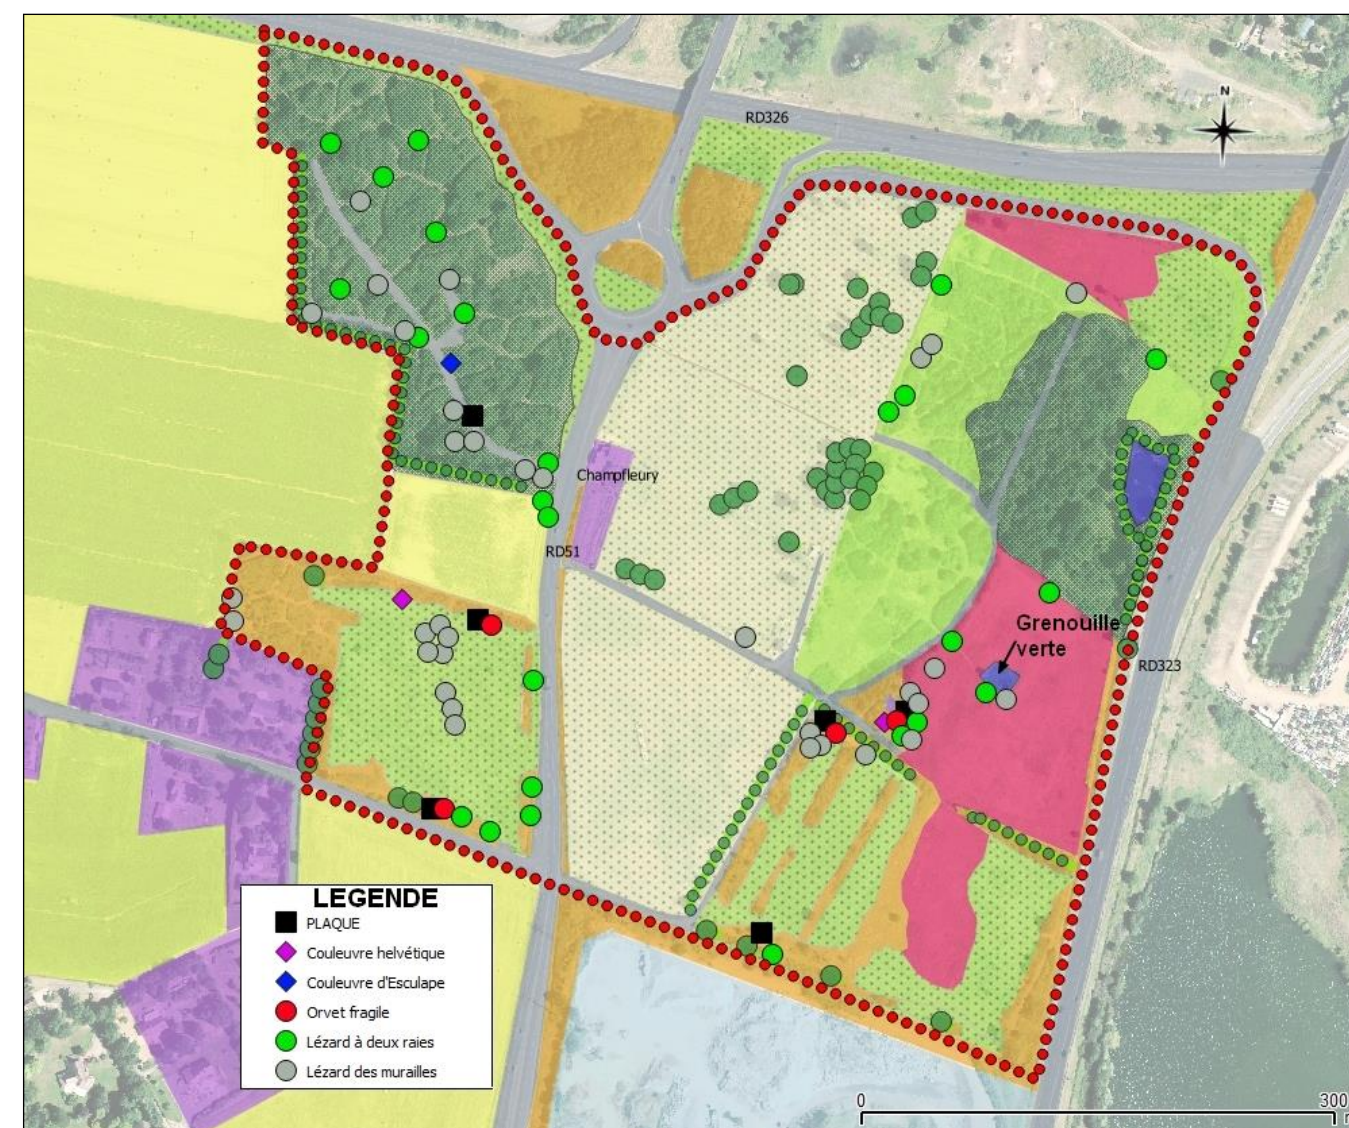 N
RD326
Champfleury
RD51
Grenouille
verte
RD323
LEGENDE
PLAQUE
Couleuvre helvétique
Couleuvre d'Esculape
Orvet fragile
Lézard à deux raies
Lézard des murailles
0 300